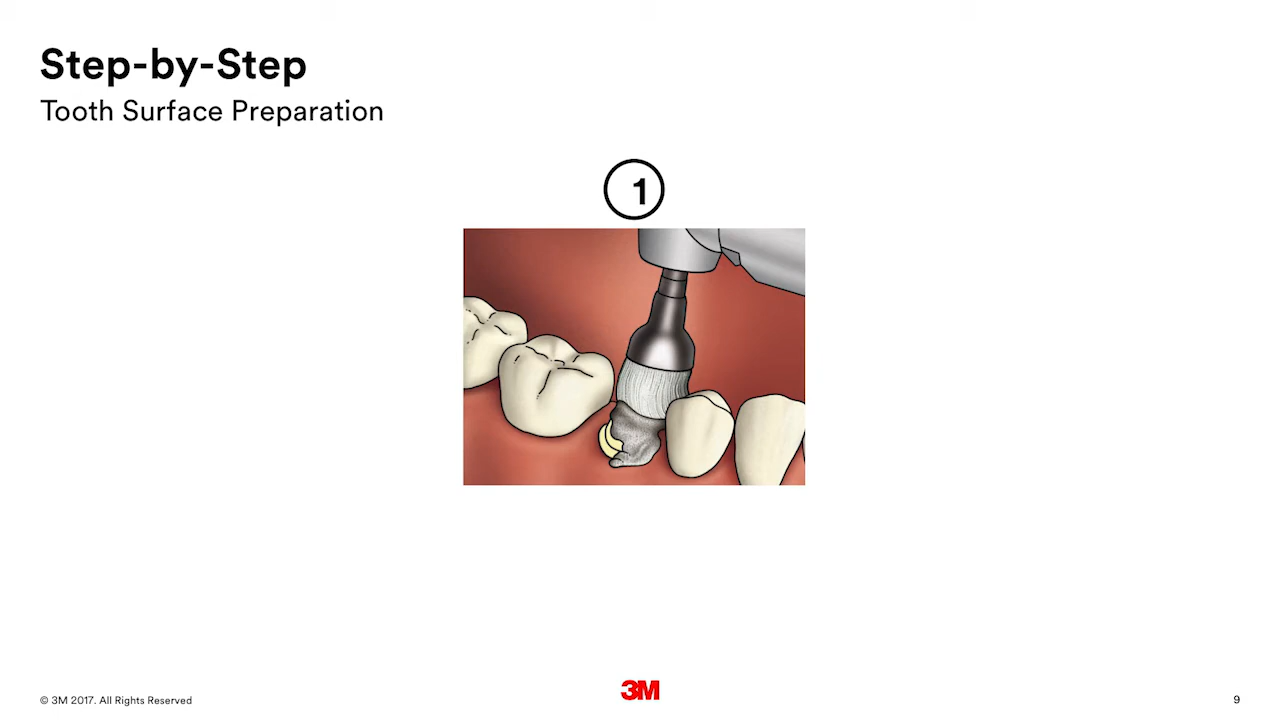 Step-by-Step
Tooth Surface Preparation
1
© 3M 2017. All Rights Reserved
3M
9